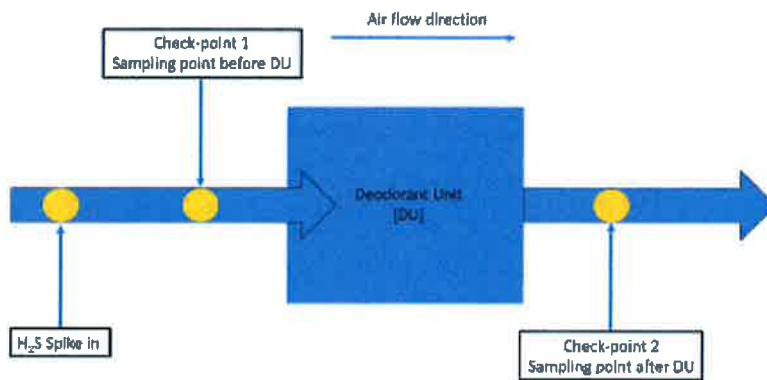 Air flow direction
Check-point 1
Sampling point before DU
Deodorant Unit
[DU]
H₂S Spike in
Check-point 2
Sampling point after DU